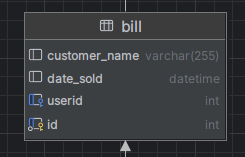 bill
customer_name varchar(255)
date_sold datetime
userid int
id int